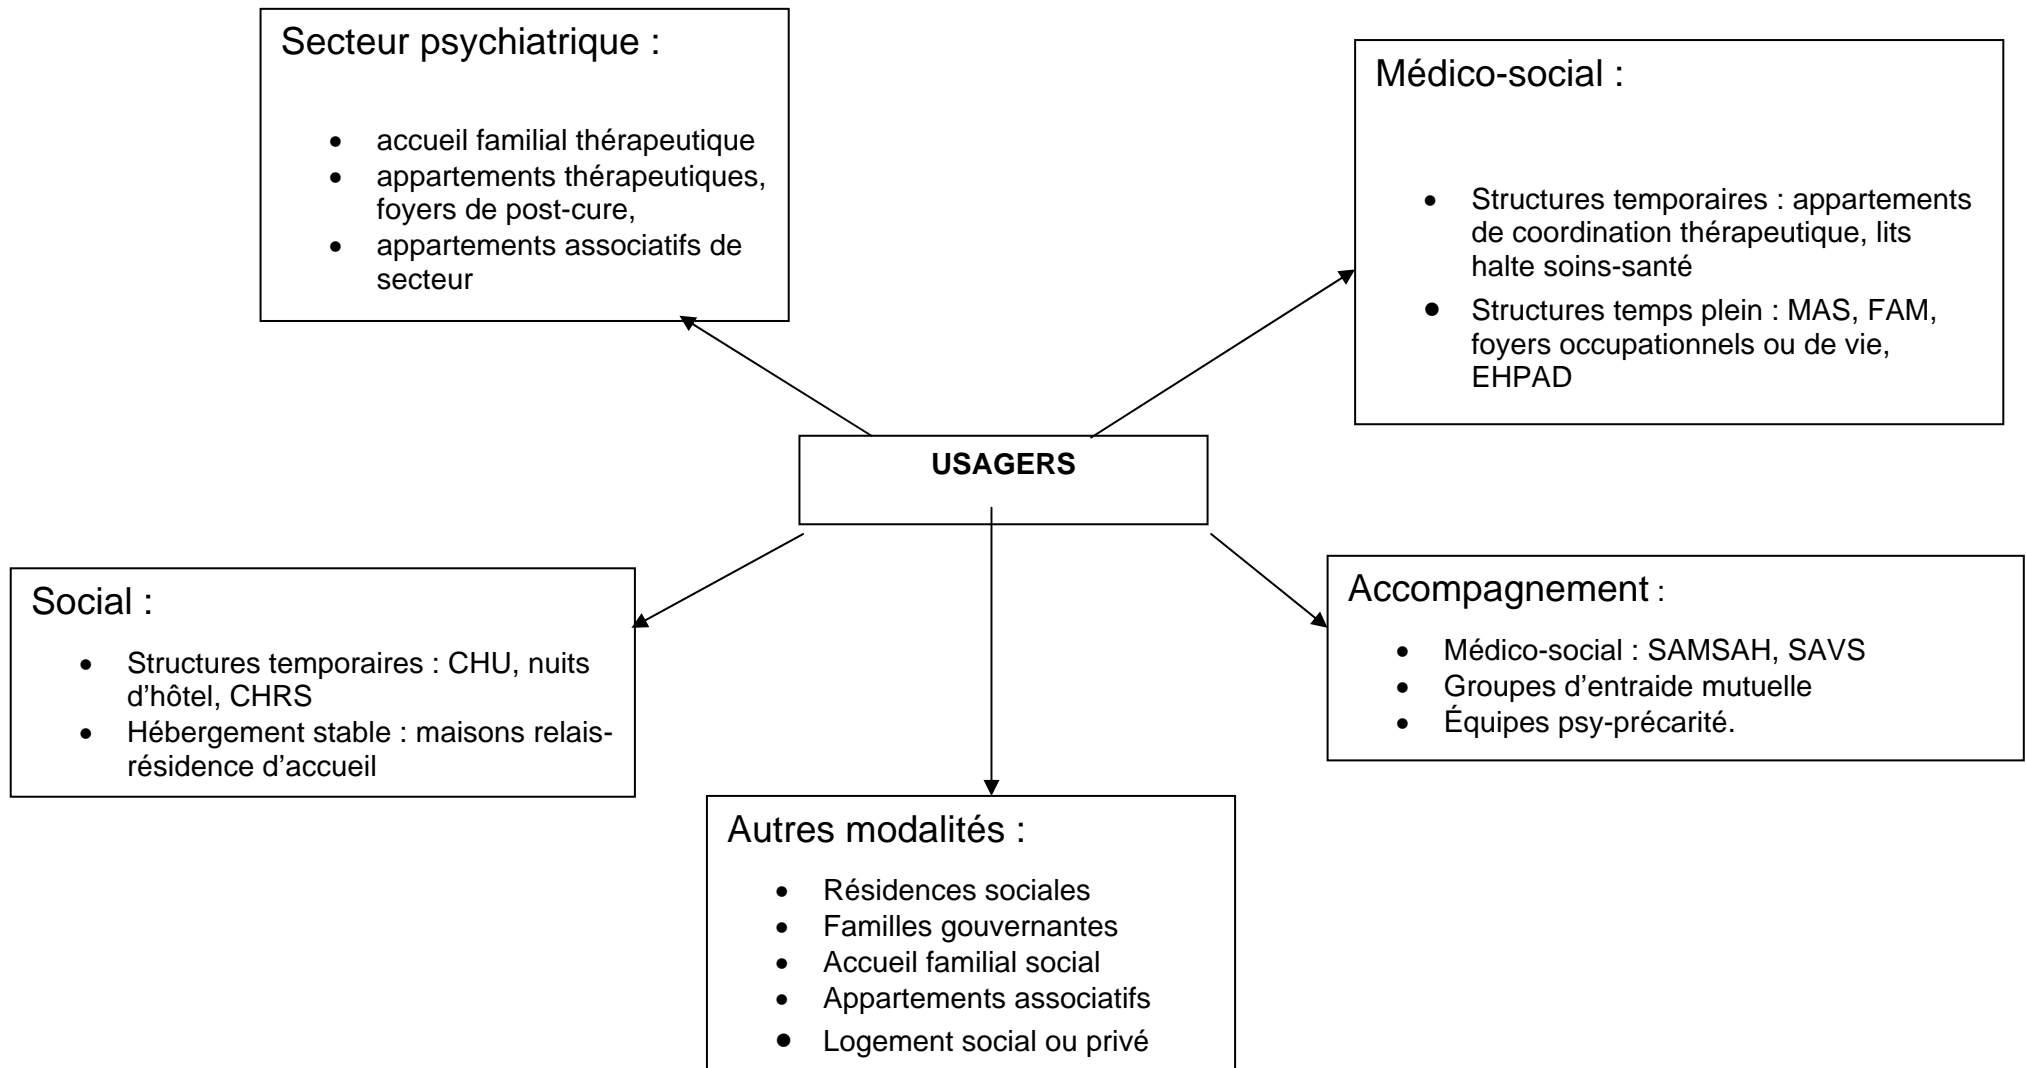 Secteur psychiatrique :
• accueil familial thérapeutique
• appartements thérapeutiques,
foyers de post-cure,
• appartements associatifs de
secteur
Médico-social :
• Structures temporaires : appartements
de coordination thérapeutique, lits
halte soins-santé
• Structures temps plein : MAS, FAM,
foyers occupationnels ou de vie,
EHPAD
USAGERS
Social :
• Structures temporaires : CHU, nuits
d’hôtel, CHRS
• Hébergement stable : maisons relais-
résidence d’accueil
Accompagnement :
• Médico-social : SAMSAH, SAVS
• Groupes d’entraide mutuelle
• Équipes psy-précarité.
Autres modalités :
• Résidences sociales
• Familles gouvernantes
• Accueil familial social
• Appartements associatifs
• Logement social ou privé